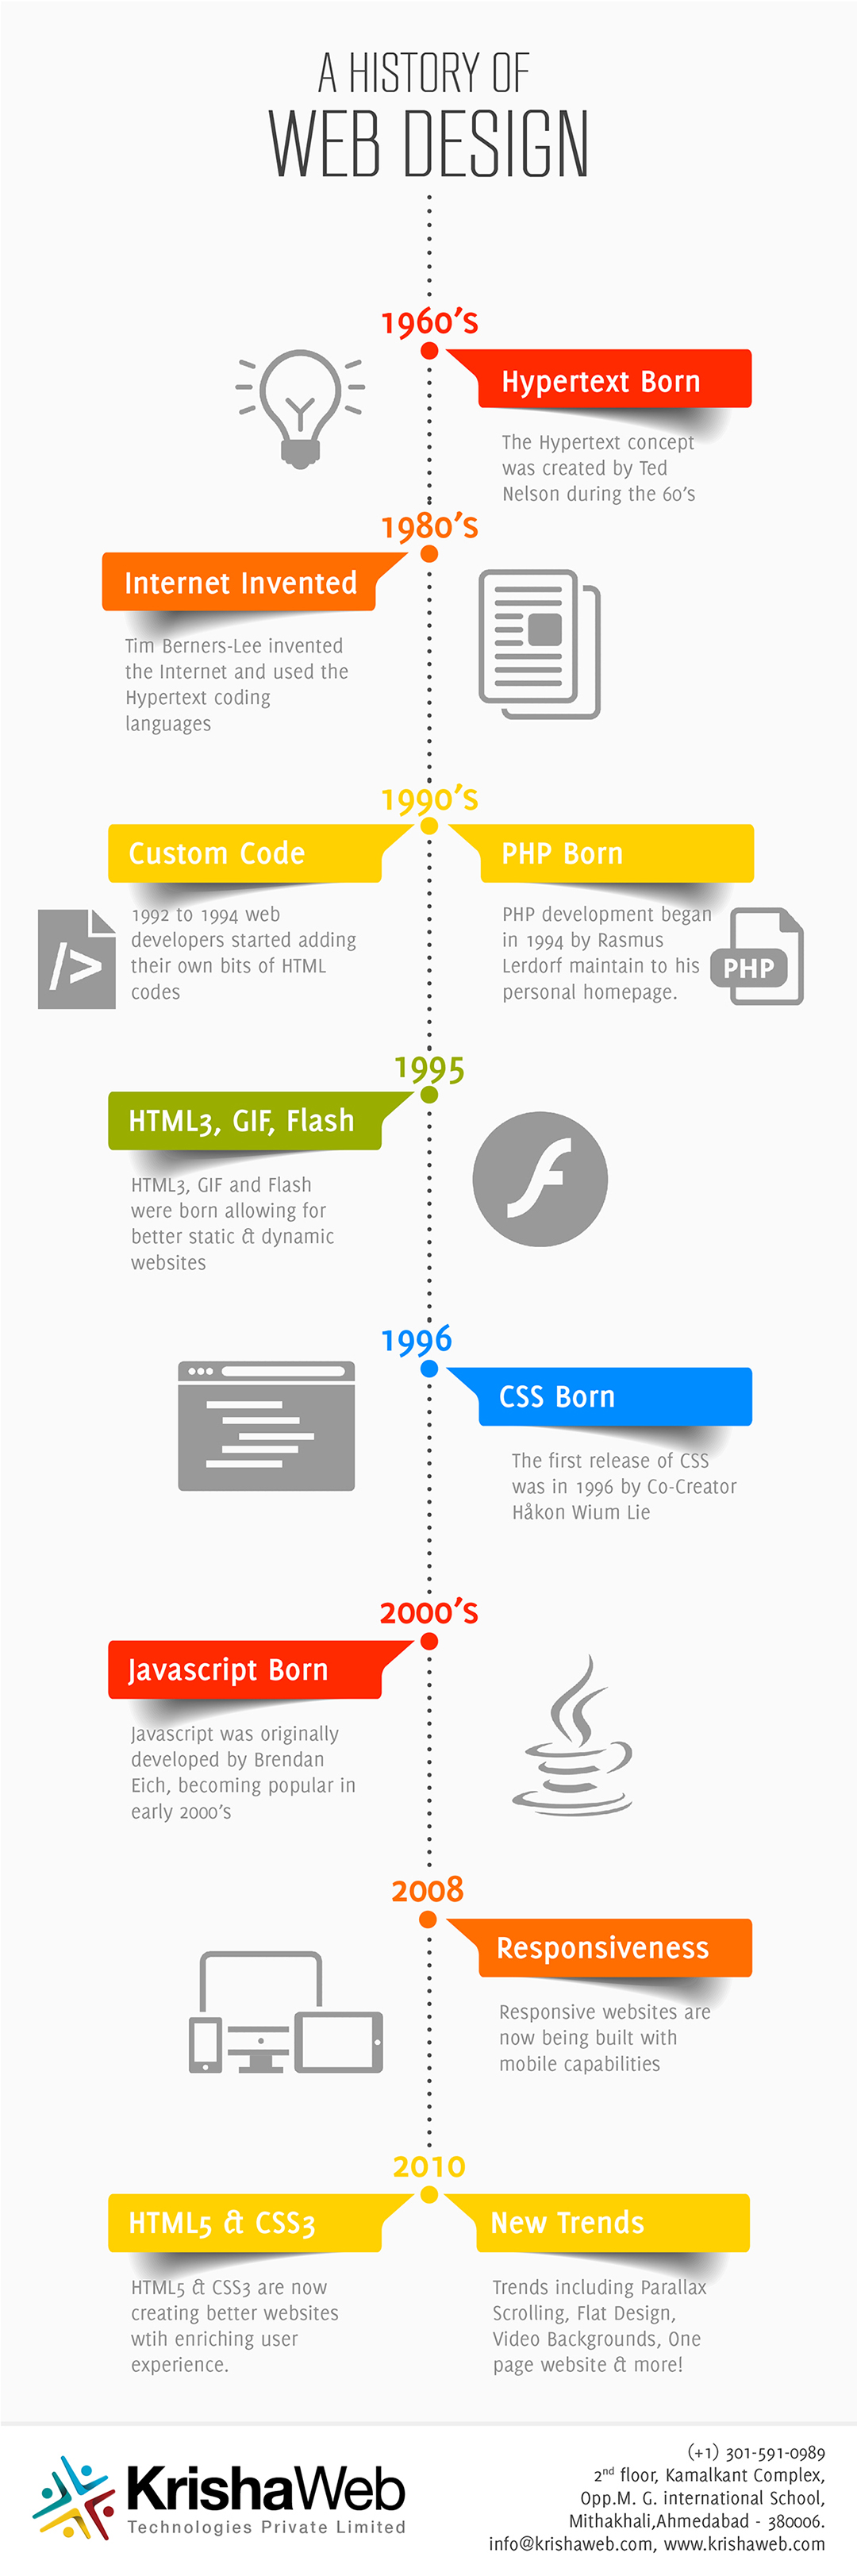 A HISTORY OF
WEB DESIGN
1960's
Hypertext Born
The Hypertext concept
was created by Ted
Nelson during the 60's
1980's
Internet Invented
Tim Berners-Lee invented
the Internet and used the
Hypertext coding
languages
1990's
Custom Code
1992 to 1994 web
developers started adding
their own bits of HTML
codes
/>
PHP Born
PHP development began
in 1994 by Rasmus
Lerdorf maintain to his
personal homepage.
PHP
1995
HTML3, GIF, Flash
HTML3, GIF and Flash
were born allowing for
better static & dynamic
websites
f
1996
CSS Born
The first release of CSS
was in 1996 by Co-Creator
Håkon Wium Lie
2000's
Javascript Born
Javascript was originally
developed by Brendan
Eich, becoming popular in
early 2000's
2008
Responsiveness
Responsive websites are
now being built with
mobile capabilities
2010
HTML5 & CSS3
HTML5 & CSS3 are now
creating better websites
wtih enriching user
experience.
New Trends
Trends including Parallax
Scrolling, Flat Design,
Video Backgrounds, One
page website & more!
KrishaWeb
Technologies Private Limited
(+1) 301-591-0989
2nd floor, Kamalkant Complex,
Opp.M. G. international School,
Mithakhali,Ahmedabad - 380006.
info@krishaweb.com, www.krishaweb.com